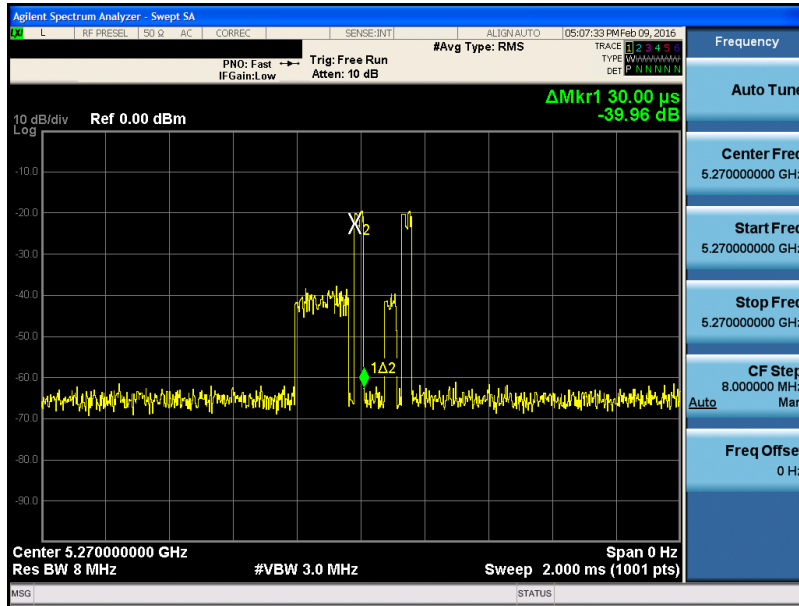 Agilent Spectrum Analyzer - Swept SA
LXI L RF PRESEL 50 Ω AC CORREC SENSE:INT ALIGN AUTO 05:07:33 PM Feb 09, 2016
#Avg Type: RMS
TRACE 1 2 3 4 5 6
TYPE W
DET P N N N N N
PNO: Fast
IFGain:Low
Trig: Free Run
Atten: 10 dB
ΔMkr1 30.00 µs
-39.96 dB
10 dB/div Ref 0.00 dBm
Log
-10.0
-20.0
-30.0
-40.0
-50.0
-60.0
-70.0
-80.0
-90.0
X2
1Δ2
Center 5.270000000 GHz
Span 0 Hz
Res BW 8 MHz
#VBW 3.0 MHz
Sweep 2.000 ms (1001 pts)
MSG
STATUS
Frequency
Auto Tune
Center Freq
5.270000000 GHz
Start Freq
5.270000000 GHz
Stop Freq
5.270000000 GHz
CF Step
8.000000 MHz
Auto Man
Freq Offset
0 Hz